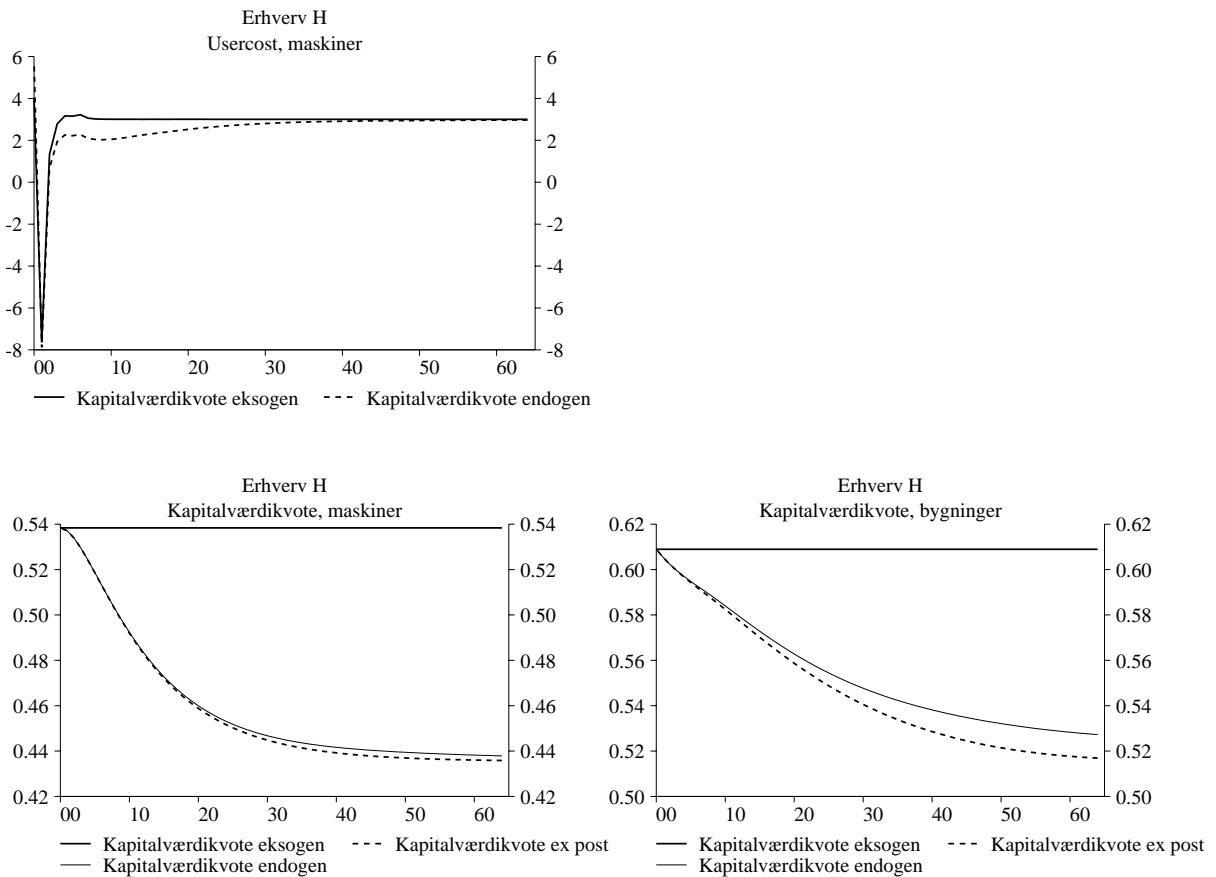 Erhverv H
Usercost, maskiner
6 6
4 4
2 2
0 0
-2 -2
-4 -4
-6 -6
-8 -8
00 10 20 30 40 50 60
Kapitalværdikvote eksogen Kapitalværdikvote endogen
Erhverv H
Kapitalværdikvote, maskiner
0.54 0.54
0.52 0.52
0.50 0.50
0.48 0.48
0.46 0.46
0.44 0.44
0.42 0.42
00 10 20 30 40 50 60
Kapitalværdikvote eksogen Kapitalværdikvote ex post
Kapitalværdikvote endogen
Erhverv H
Kapitalværdikvote, bygninger
0.62 0.62
0.60 0.60
0.58 0.58
0.56 0.56
0.54 0.54
0.52 0.52
0.50 0.50
00 10 20 30 40 50 60
Kapitalværdikvote eksogen Kapitalværdikvote ex post
Kapitalværdikvote endogen